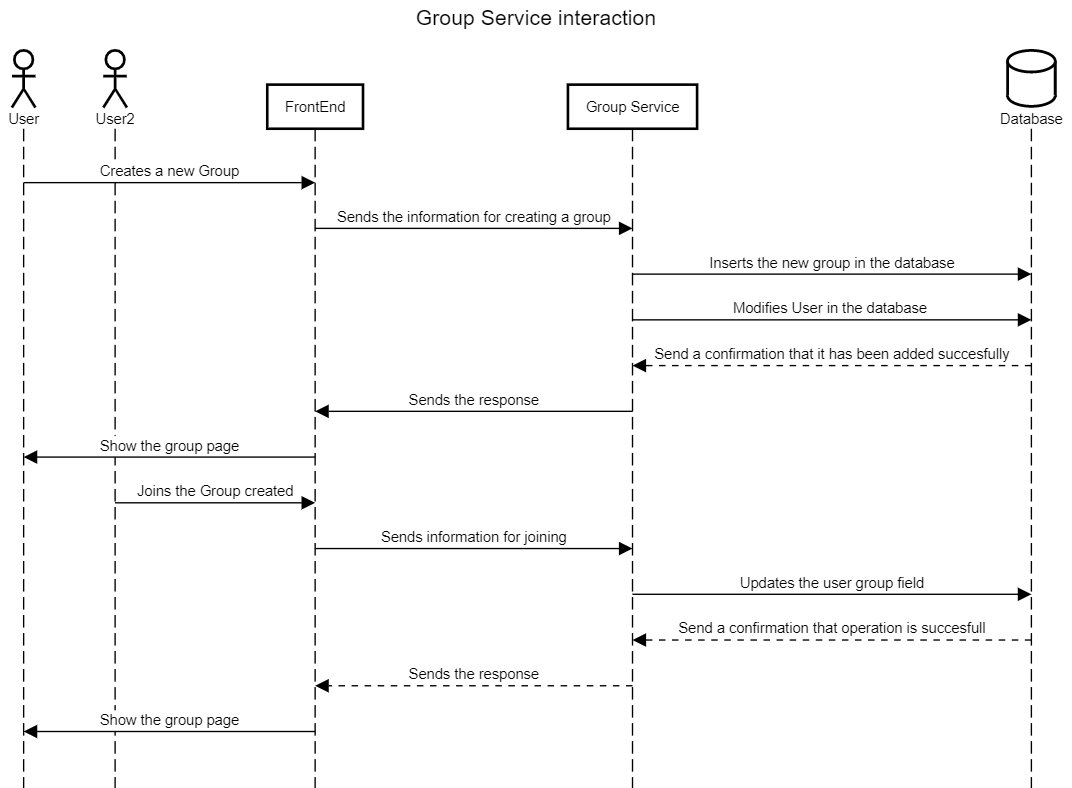 Group Service interaction
User
User2
FrontEnd
Group Service
Database
Creates a new Group
Sends the information for creating a group
Inserts the new group in the database
Modifies User in the database
Send a confirmation that it has been added succesfully
Sends the response
Show the group page
Joins the Group created
Sends information for joining
Updates the user group field
Send a confirmation that operation is succesfull
Sends the response
Show the group page